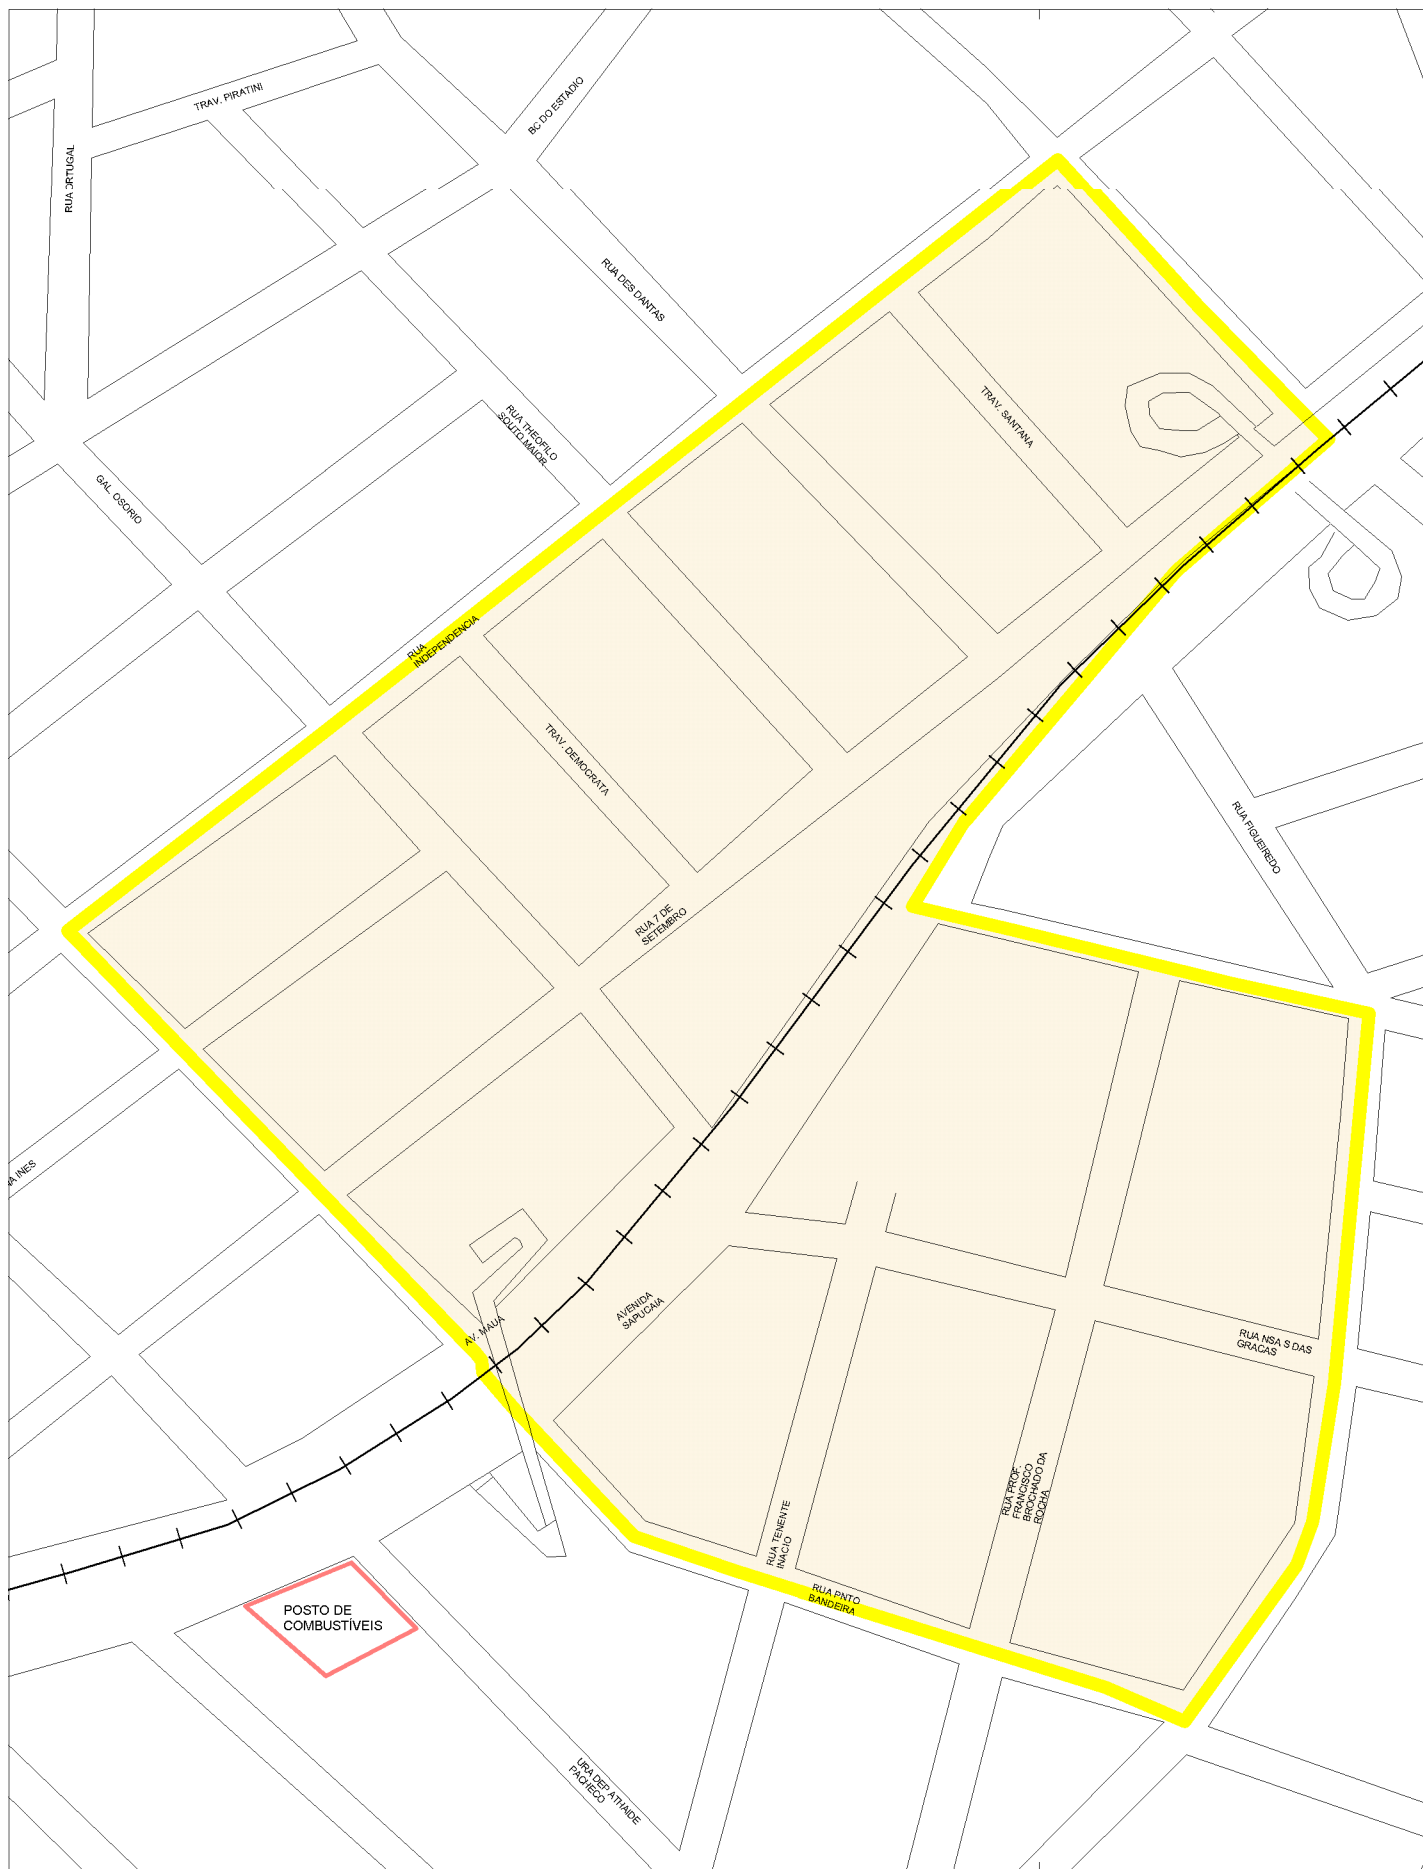 TRAV. PIRATINI
BC DO ESTADIO
RUA ORTUGAL
RUA DES DANTAS
TRAV. SANTANA
RUA THEOFILO
SOUTO MAIOR
GAL OSORIO
RUA
INDEPENDENCIA
TRAV. DEMOCRATA
RUA FIGUEIREDO
RUA 7 DE
SETEMBRO
NA INES
AVENIDA
SAPUCAIA
AV. MAUA
RUA NSA S DAS
GRACAS
RUA PROF.
FRANCISCO
BROCHADO DA
ROCHA
RUA TENENTE
INACIO
RUA PNTO
BANDEIRA
POSTO DE
COMBUSTÍVEIS
URA DEP ATHAIDE
PACHECO